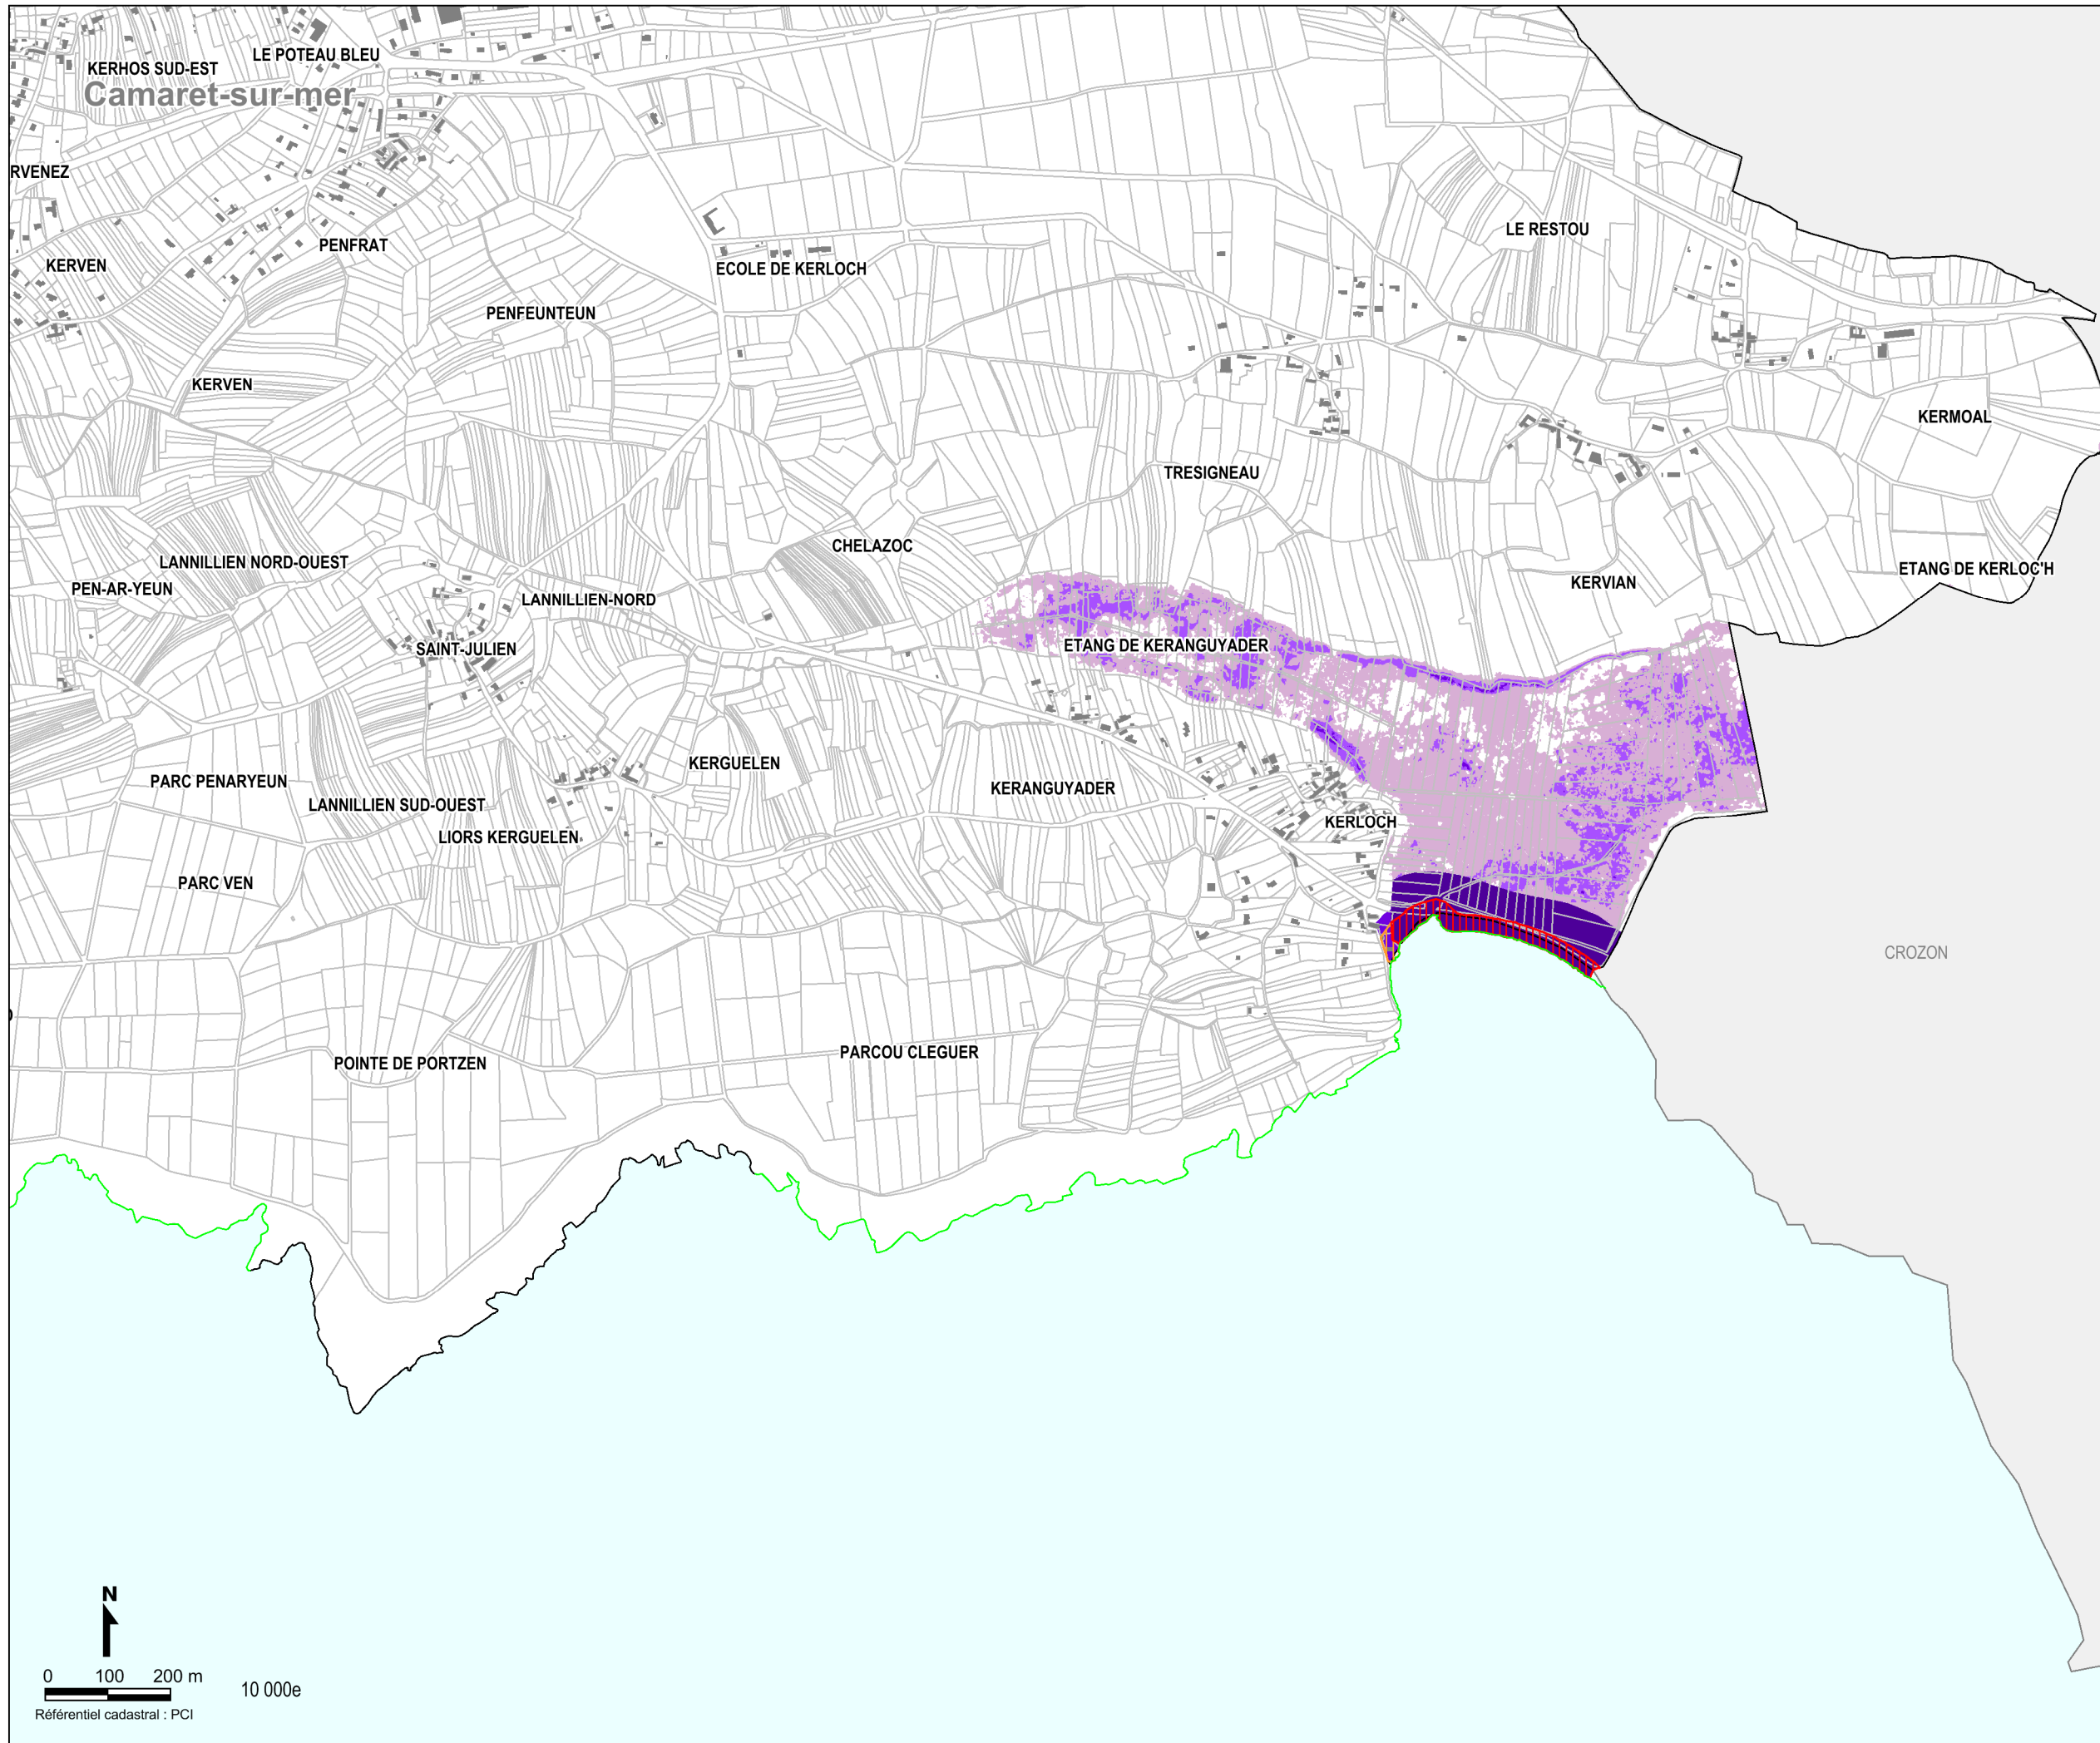 LE POTEAU BLEU
KERHOS SUD-EST
Camaret-sur-mer
RVENEZ
LE RESTOU
PENFRAT
KERVEN
ECOLE DE KERLOCH
PENFEUNTEUN
KERVEN
KERMOAL
TRESIGNEAU
CHELAZOC
LANNILLIEN NORD-OUEST
ETANG DE KERLOC'H
KERVIAN
PEN-AR-YEUN
LANNILLIEN-NORD
ETANG DE KERANGUYADER
SAINT-JULIEN
KERGUELEN
PARC PENARYEUN
KERANGUYADER
LANNILLIEN SUD-OUEST
KERLOCH
LIORS KERGUELEN
PARC VEN
CROZON
PARCOU CLEGUER
POINTE DE PORTZEN
N
0 100 200 m
10 000e
Référentiel cadastral : PCI